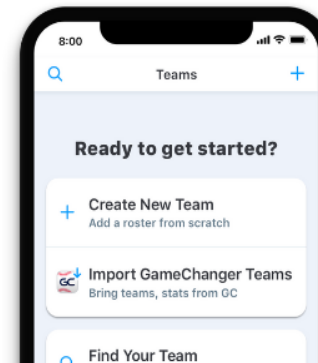 8:00
Teams
Ready to get started?
Create New Team
Add a roster from scratch
GC
Import GameChanger Teams
Bring teams, stats from GC
Find Your Team